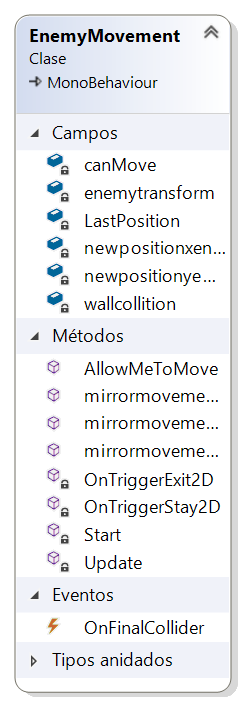 EnemyMovement
Clase
MonoBehaviour
Campos
canMove
enemytransform
LastPosition
newpositionxen...
newpositionye...
wallcollition
Métodos
AllowMeToMove
mirrormoveme...
mirrormoveme...
mirrormoveme...
OnTriggerExit2D
OnTriggerStay2D
Start
Update
Eventos
OnFinalCollider
Tipos anidados